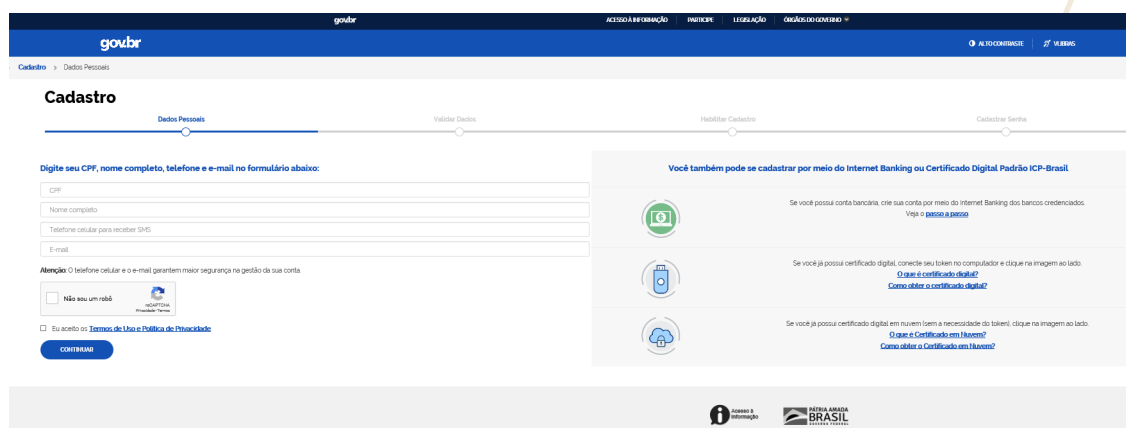 gov.br
ACESSO À INFORMAÇÃO PARTICIPE LEGISLAÇÃO ÓRGÃOS DO GOVERNO
gov.br
ALTO CONTRASTE VLIBRAS
Cadastro > Dados Pessoais
Cadastro
Dados Pessoais Validar Dados Habilitar Cadastro Cadastrar Senha
Digite seu CPF, nome completo, telefone e e-mail no formulário abaixo:
CPF
Nome completo
Telefone celular para receber SMS
E-mail
Atenção: O telefone celular e o e-mail garantem maior segurança na gestão da sua conta.
Não sou um robô
reCAPTCHA
Privacidade - Termos
Eu aceito os Termos de Uso e Política de Privacidade
CONTINUAR
Você também pode se cadastrar por meio do Internet Banking ou Certificado Digital Padrão ICP-Brasil
Se você possui conta bancária, crie sua conta por meio do Internet Banking dos bancos credenciados.
Veja o passo a passo
Se você já possui certificado digital, conecte seu token no computador e clique na imagem ao lado.
O que é certificado digital?
Como obter o certificado digital?
Se você já possui certificado digital em nuvem (sem a necessidade do token), clique na imagem ao lado.
O que é Certificado em Nuvem?
Como obter o Certificado em Nuvem?
Acesso à
Informação
PÁTRIA AMADA
BRASIL
GOVERNO FEDERAL